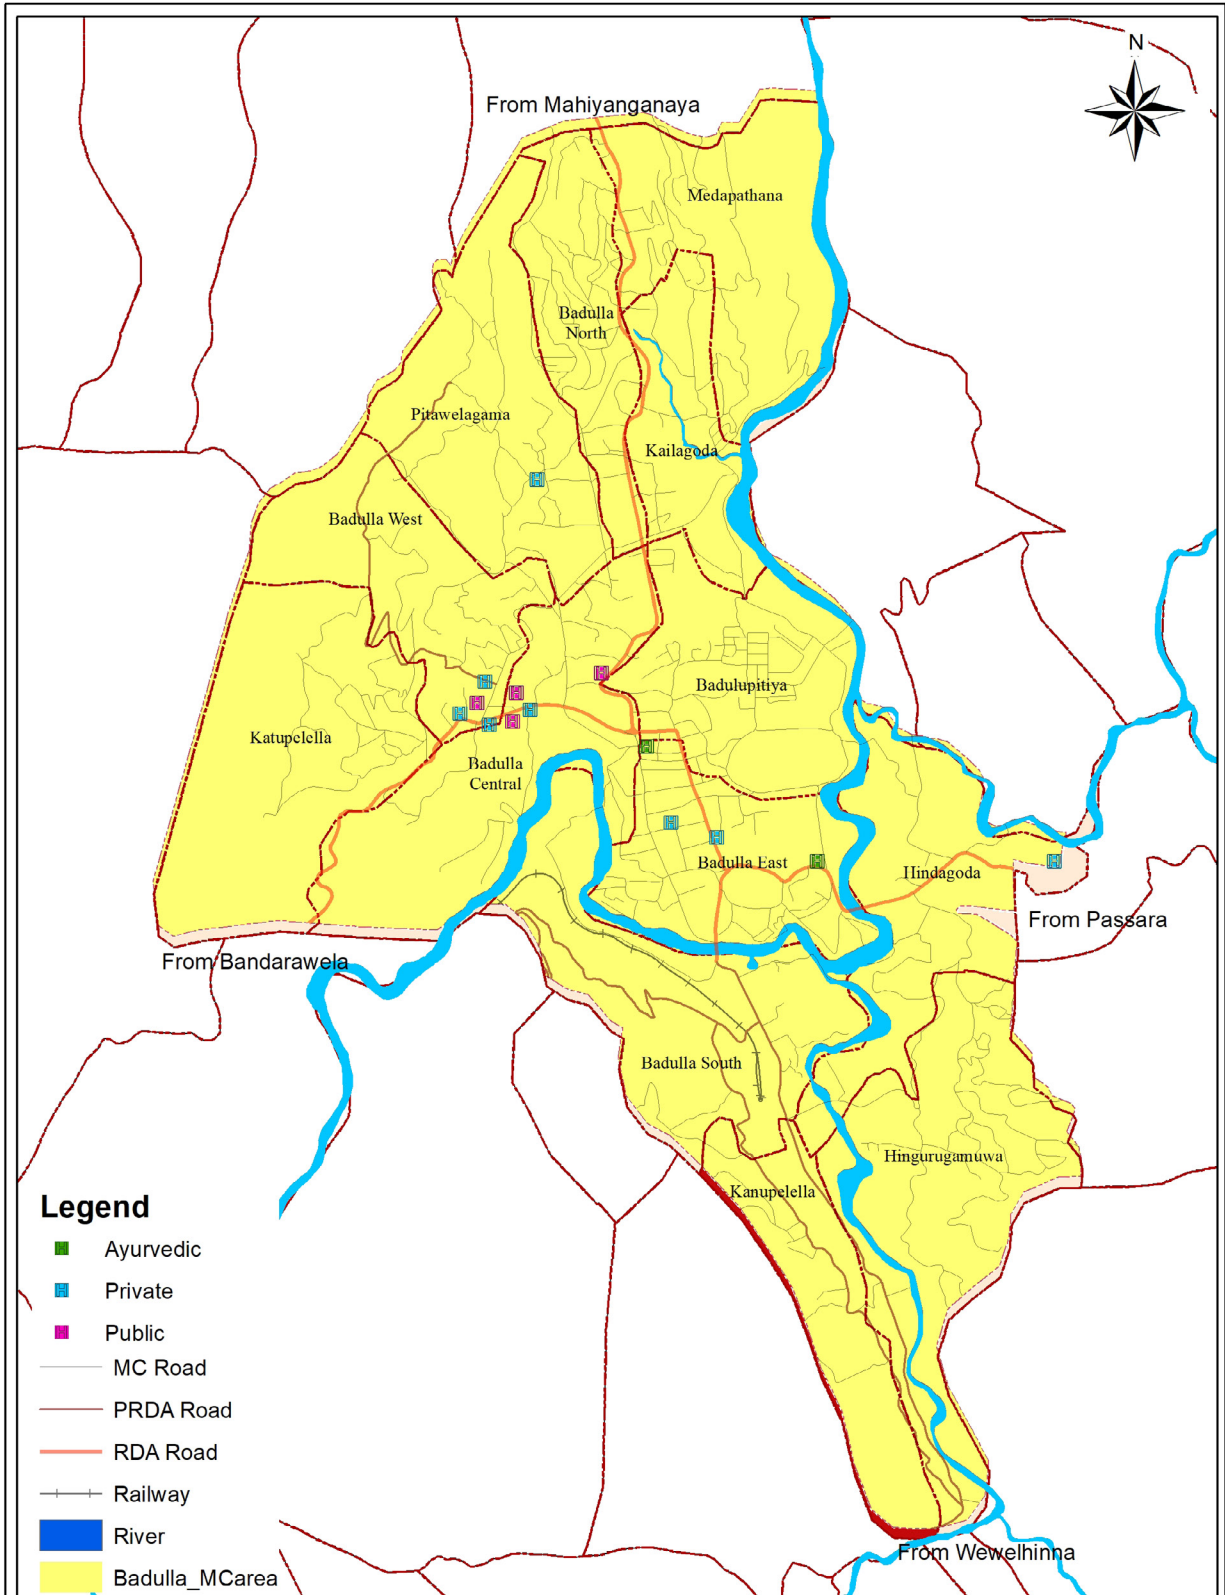 N
From Mahiyanganaya
Medapathana
Badulla
North
Pitawelagama
Kailagoda
Badulla West
Badulupitiya
Katupelella
Badulla
Central
Badulla East
Hindagoda
From Passara
From Bandarawela
Badulla South
Hingurugamuwa
Kanupelella
Legend
Ayurvedic
Private
Public
MC Road
PRDA Road
RDA Road
Railway
River
Badulla_MCarea
From Wewelhinna